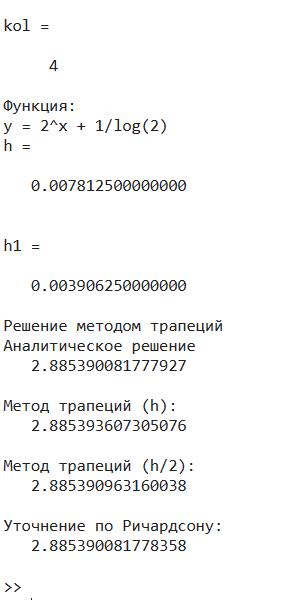 kol =
4
Функция:
y = 2^x + 1/log(2)
h =
0.007812500000000
h1 =
0.003906250000000
Решение методом трапеций
Аналитическое решение
2.885390081777927
Метод трапеций (h):
2.885393607305076
Метод трапеций (h/2):
2.885390963160038
Уточнение по Ричардсону:
2.885390081778358
>>